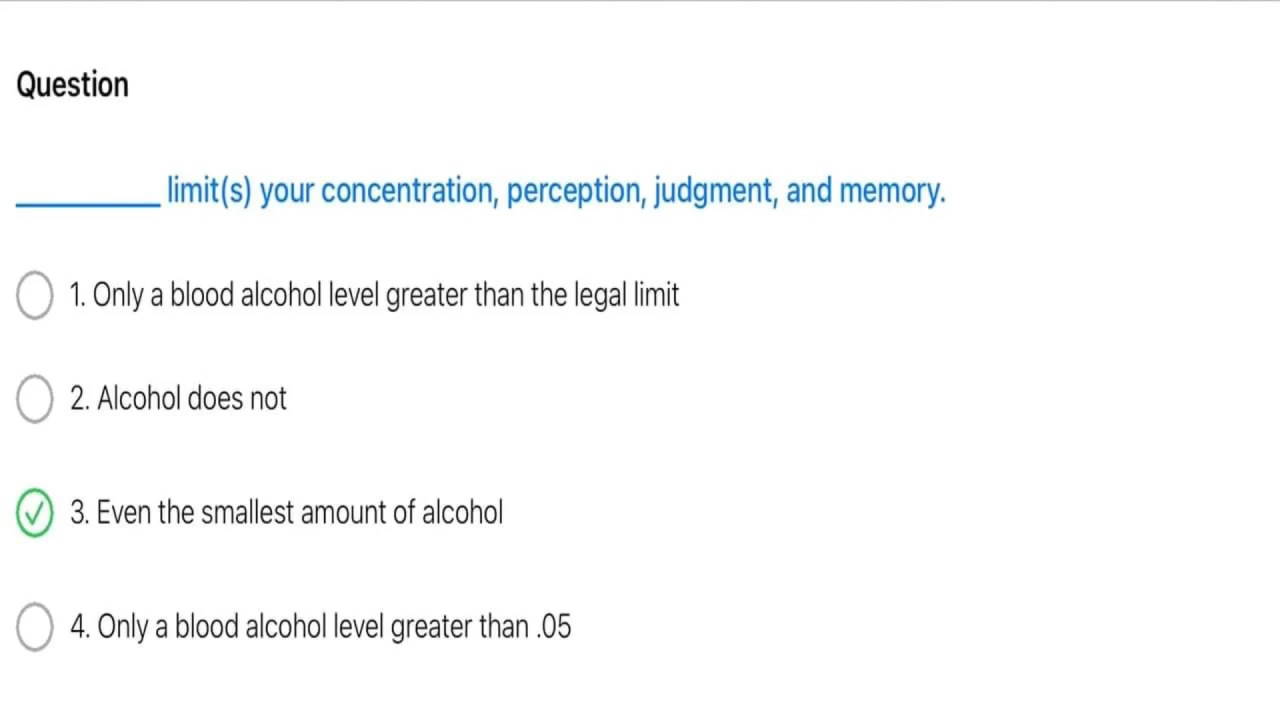 Question
__________ limit(s) your concentration, perception, judgment, and memory.
1. Only a blood alcohol level greater than the legal limit
2. Alcohol does not
3. Even the smallest amount of alcohol
4. Only a blood alcohol level greater than .05